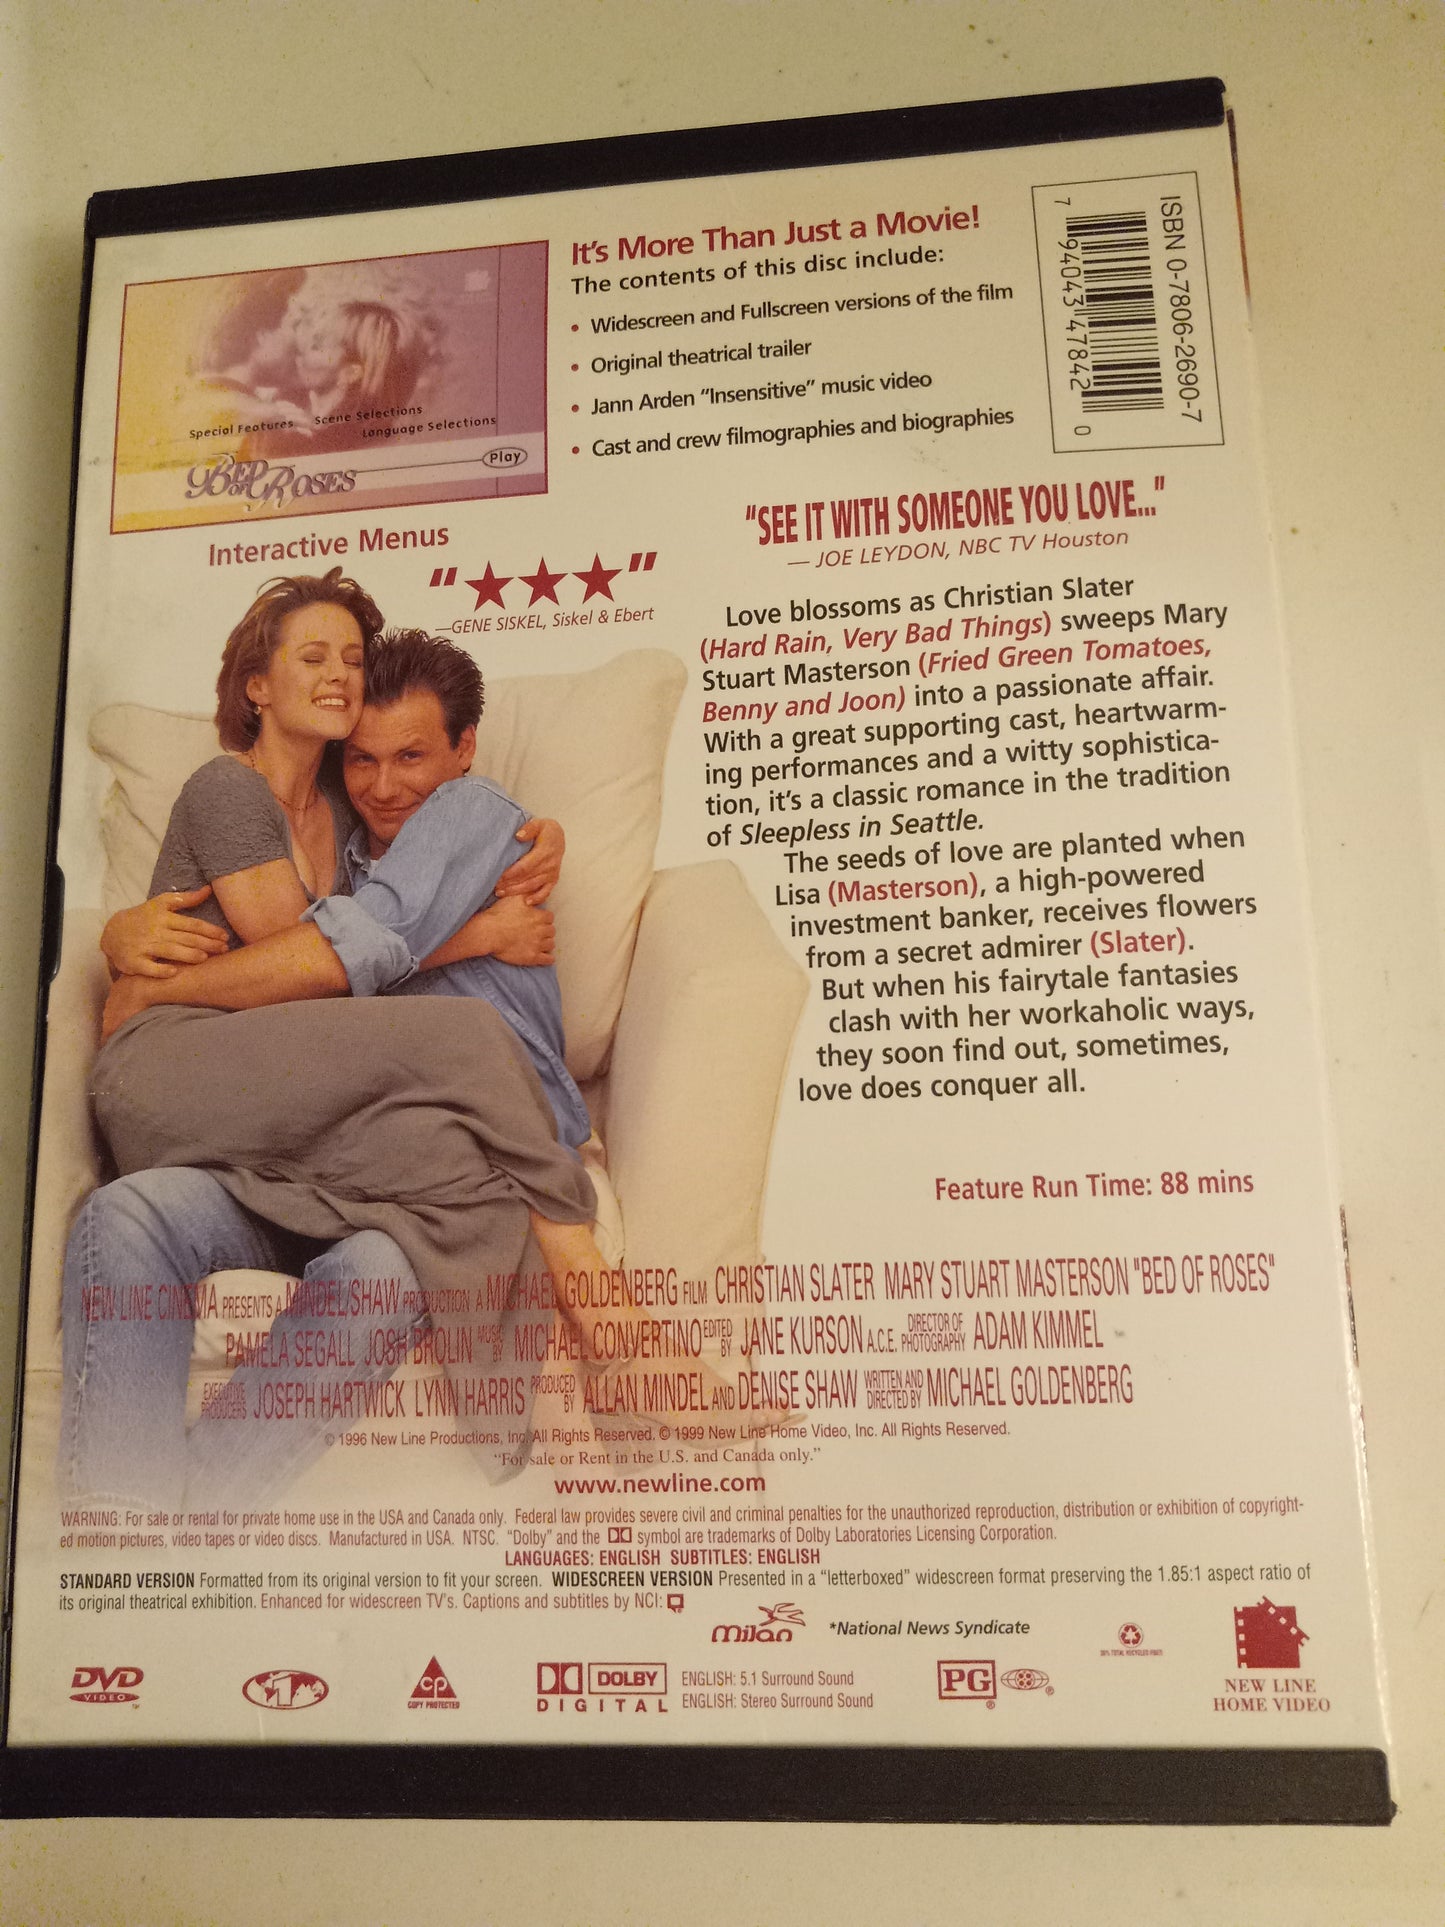 It's More Than Just a Movie!
The contents of this disc include:
• Widescreen and Fullscreen versions of the film
• Original theatrical trailer
• Jann Arden "Insensitive" music video
• Cast and crew filmographies and biographies
ISBN 0-7806-2690-7
7 94043 47842 0
Special Features
Scene Selections
Language Selections
Play
BED OF ROSES
Interactive Menus
"★★★"
—GENE SISKEL, Siskel & Ebert
"SEE IT WITH SOMEONE YOU LOVE..."
— JOE LEYDON, NBC TV Houston
Love blossoms as Christian Slater
(Hard Rain, Very Bad Things) sweeps Mary
Stuart Masterson (Fried Green Tomatoes,
Benny and Joon) into a passionate affair.
With a great supporting cast, heartwarm-
ing performances and a witty sophistica-
tion, it's a classic romance in the tradition
of Sleepless in Seattle.
The seeds of love are planted when
Lisa (Masterson), a high-powered
investment banker, receives flowers
from a secret admirer (Slater).
But when his fairytale fantasies
clash with her workaholic ways,
they soon find out, sometimes,
love does conquer all.
Feature Run Time: 88 mins
NEW LINE CINEMA PRESENTS A MINDEL/SHAW PRODUCTION A MICHAEL GOLDENBERG FILM CHRISTIAN SLATER MARY STUART MASTERSON "BED OF ROSES"
PAMELA SEGALL JOSH BROLIN MUSIC BY MICHAEL CONVERTINO EDITED BY JANE KURSON A.C.E. DIRECTOR OF PHOTOGRAPHY ADAM KIMMEL
EXECUTIVE PRODUCERS JOSEPH HARTWICK LYNN HARRIS PRODUCED BY ALLAN MINDEL AND DENISE SHAW WRITTEN AND DIRECTED BY MICHAEL GOLDENBERG
© 1996 New Line Productions, Inc. All Rights Reserved. © 1999 New Line Home Video, Inc. All Rights Reserved.
"For sale or Rent in the U.S. and Canada only."
www.newline.com
WARNING: For sale or rental for private home use in the USA and Canada only. Federal law provides severe civil and criminal penalties for the unauthorized reproduction, distribution or exhibition of copyright-
ed motion pictures, video tapes or video discs. Manufactured in USA. NTSC. "Dolby" and the DD symbol are trademarks of Dolby Laboratories Licensing Corporation.
LANGUAGES: ENGLISH SUBTITLES: ENGLISH
STANDARD VERSION Formatted from its original version to fit your screen. WIDESCREEN VERSION Presented in a "letterboxed" widescreen format preserving the 1.85:1 aspect ratio of
its original theatrical exhibition. Enhanced for widescreen TV's. Captions and subtitles by NCI:
milan
*National News Syndicate
DVD
VIDEO
1
cp
COPY PROTECTED
DOLBY
DIGITAL
ENGLISH: 5.1 Surround Sound
ENGLISH: Stereo Surround Sound
PG
®
NEW LINE
HOME VIDEO